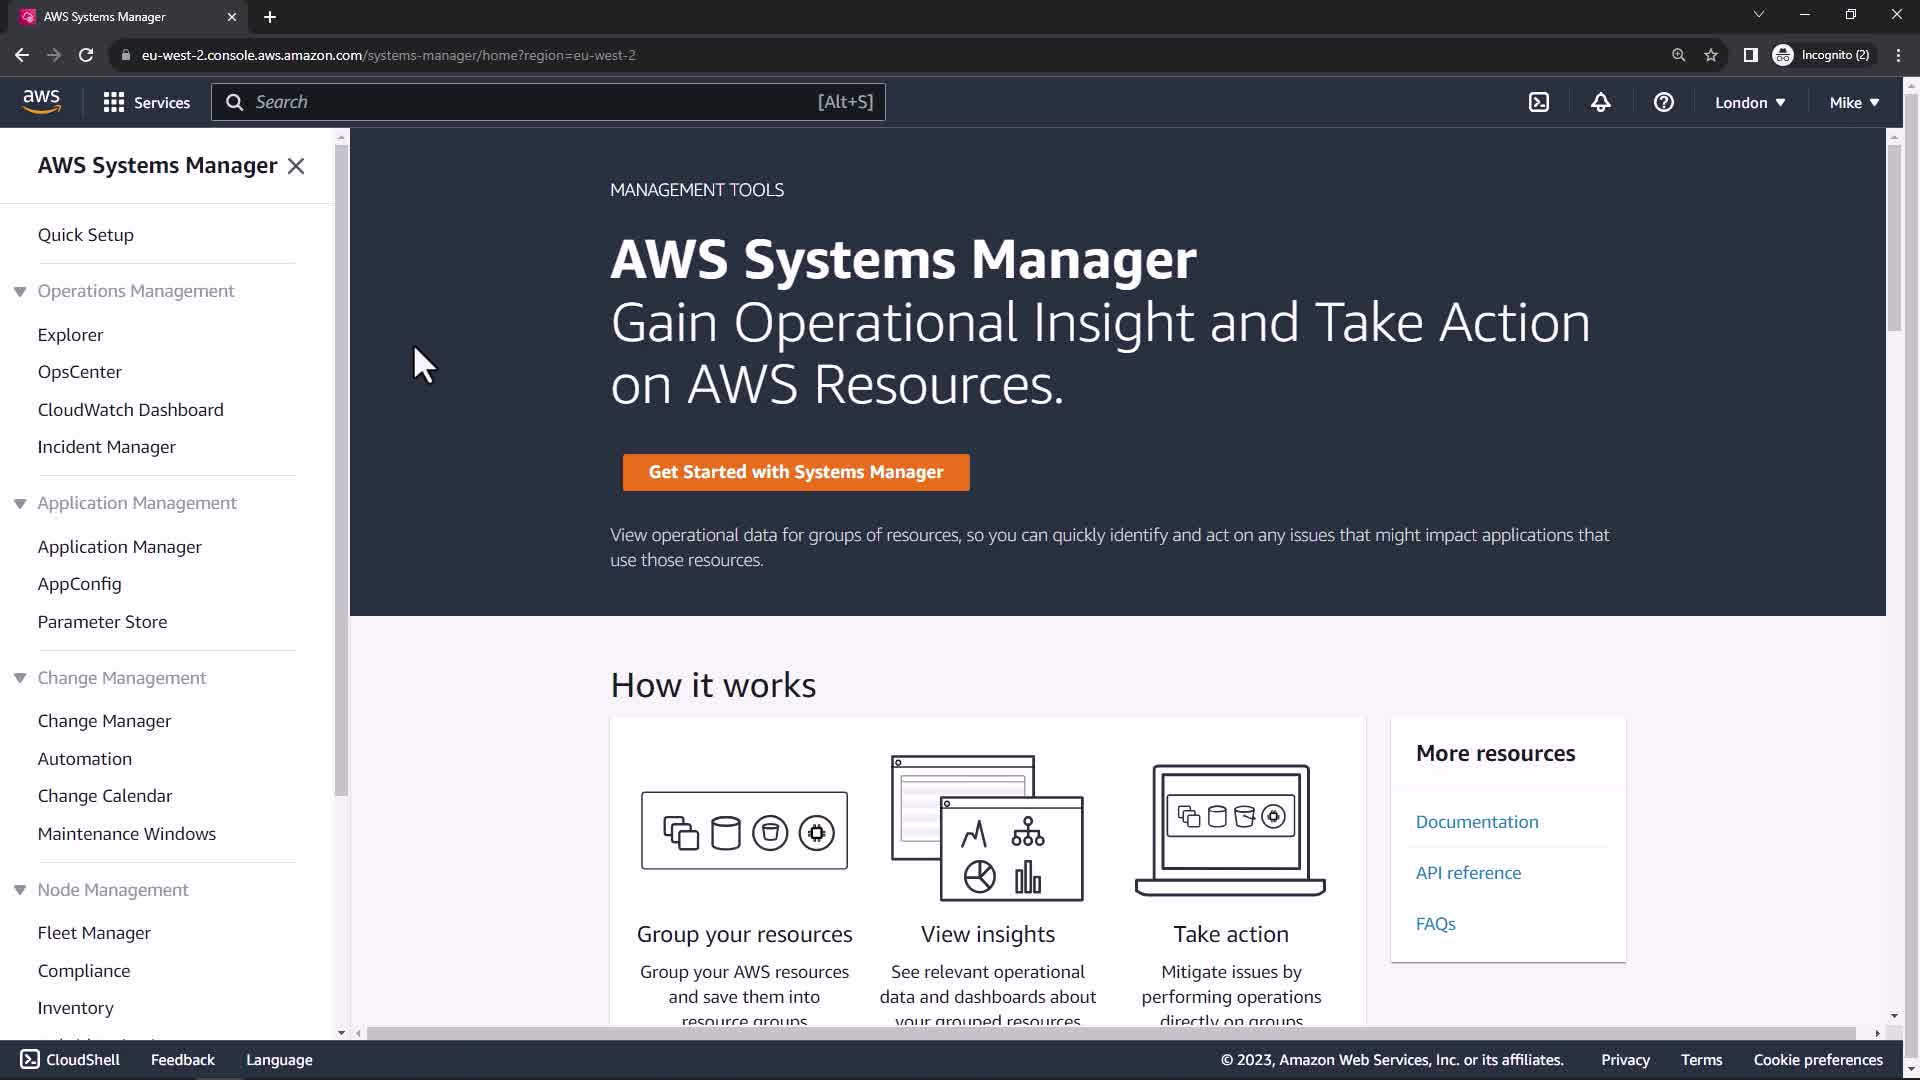 AWS Systems Manager
eu-west-2.console.aws.amazon.com/systems-manager/home?region=eu-west-2
Incognito (2)
aws
Services
Search
[Alt+S]
London
Mike
AWS Systems Manager
Quick Setup
Operations Management
Explorer
OpsCenter
CloudWatch Dashboard
Incident Manager
Application Management
Application Manager
AppConfig
Parameter Store
Change Management
Change Manager
Automation
Change Calendar
Maintenance Windows
Node Management
Fleet Manager
Compliance
Inventory
MANAGEMENT TOOLS
AWS Systems Manager
Gain Operational Insight and Take Action
on AWS Resources.
Get Started with Systems Manager
View operational data for groups of resources, so you can quickly identify and act on any issues that might impact applications that
use those resources.
How it works
Group your resources
Group your AWS resources
and save them into
resource groups
View insights
See relevant operational
data and dashboards about
your grouped resources
Take action
Mitigate issues by
performing operations
directly on groups
More resources
Documentation
API reference
FAQs
CloudShell
Feedback
Language
© 2023, Amazon Web Services, Inc. or its affiliates.
Privacy
Terms
Cookie preferences